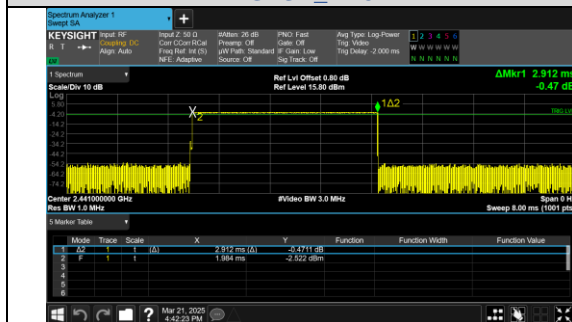 Spectrum Analyzer 1
Swept SA
+
KEYSIGHT Input: RF Input Z: 50 Ω #Atten: 26 dB PNO: Fast Avg Type: Log-Power 1 2 3 4 5 6
R T Coupling: DC Corr CCorr RCal Preamp: Off Gate: Off Trig: Video W W W W W W
Align: Auto Freq Ref: Int (S) µW Path: Standard IF Gain: Low Trig Delay: -2.000 ms
NFE: Adaptive Source: Off Sig Track: Off N N N N N N
1 Spectrum
Ref Lvl Offset 0.80 dB ΔMkr1 2.912 ms
Scale/Div 10 dB Ref Level 15.80 dBm -0.47 dB
Log
5.80
-4.20
-14.2
-24.2
-34.2
-44.2
-54.2
-64.2
-74.2
X2
1Δ2
Center 2.441000000 GHz #Video BW 3.0 MHz Span 0 Hz
Res BW 1.0 MHz Sweep 8.00 ms (1001 pts)
5 Marker Table
Mode Trace Scale X Y Function Function Width Function Value
1 Δ2 1 t (Δ) 2.912 ms (Δ) -0.4711 dB
2 F 1 t 1.984 ms -2.522 dBm
3
4
5
6
? Mar 21, 2025
4:42:23 PM